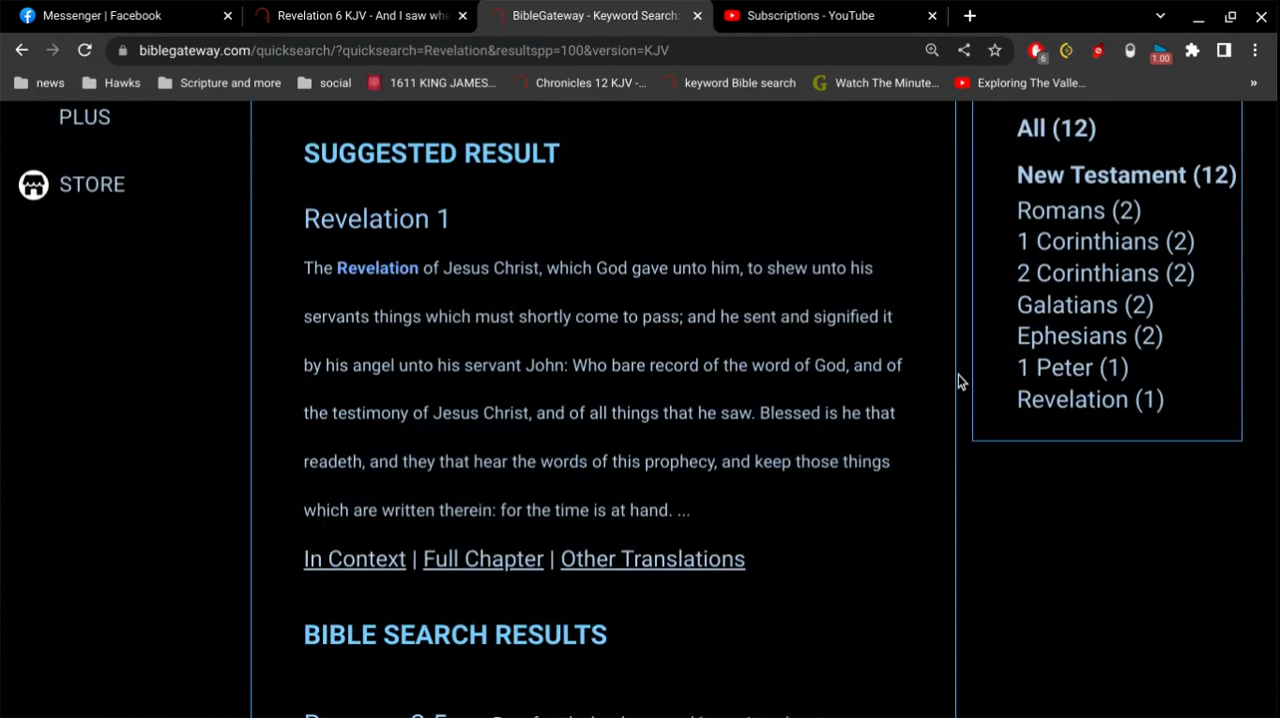 Messenger | Facebook
Revelation 6 KJV - And I saw whe
BibleGateway - Keyword Search:
Subscriptions - YouTube
biblegateway.com/quicksearch/?quicksearch=Revelation&resultspp=100&version=KJV
6
1.00
news
Hawks
Scripture and more
social
1611 KING JAMES...
Chronicles 12 KJV -...
keyword Bible search
Watch The Minute...
Exploring The Valle...
»
PLUS
STORE
SUGGESTED RESULT
Revelation 1
The Revelation of Jesus Christ, which God gave unto him, to shew unto his
servants things which must shortly come to pass; and he sent and signified it
by his angel unto his servant John: Who bare record of the word of God, and of
the testimony of Jesus Christ, and of all things that he saw. Blessed is he that
readeth, and they that hear the words of this prophecy, and keep those things
which are written therein: for the time is at hand. ...
In Context | Full Chapter | Other Translations
BIBLE SEARCH RESULTS
All (12)
New Testament (12)
Romans (2)
1 Corinthians (2)
2 Corinthians (2)
Galatians (2)
Ephesians (2)
1 Peter (1)
Revelation (1)